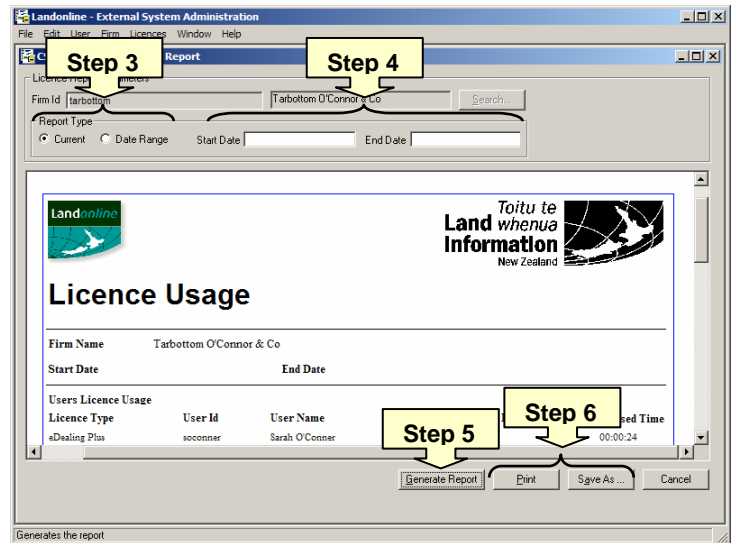 Landonline - External System Administration
File Edit User Firm Licences Window Help
Report
Step 3
Step 4
Firm Id tarbottom Tarbottom O'Connor & Co Search...
Report Type
Current Date Range Start Date End Date
Landonline
Toitu te
Land whenua
Information
New Zealand
Licence Usage
Firm Name Tarbottom O'Connor & Co
Start Date End Date
Users Licence Usage
Licence Type User Id User Name Time
eDealing Plus soconner Sarah O'Conner 00:00:24
Step 5
Step 6
Generate Report Print Save As ... Cancel
Generates the report